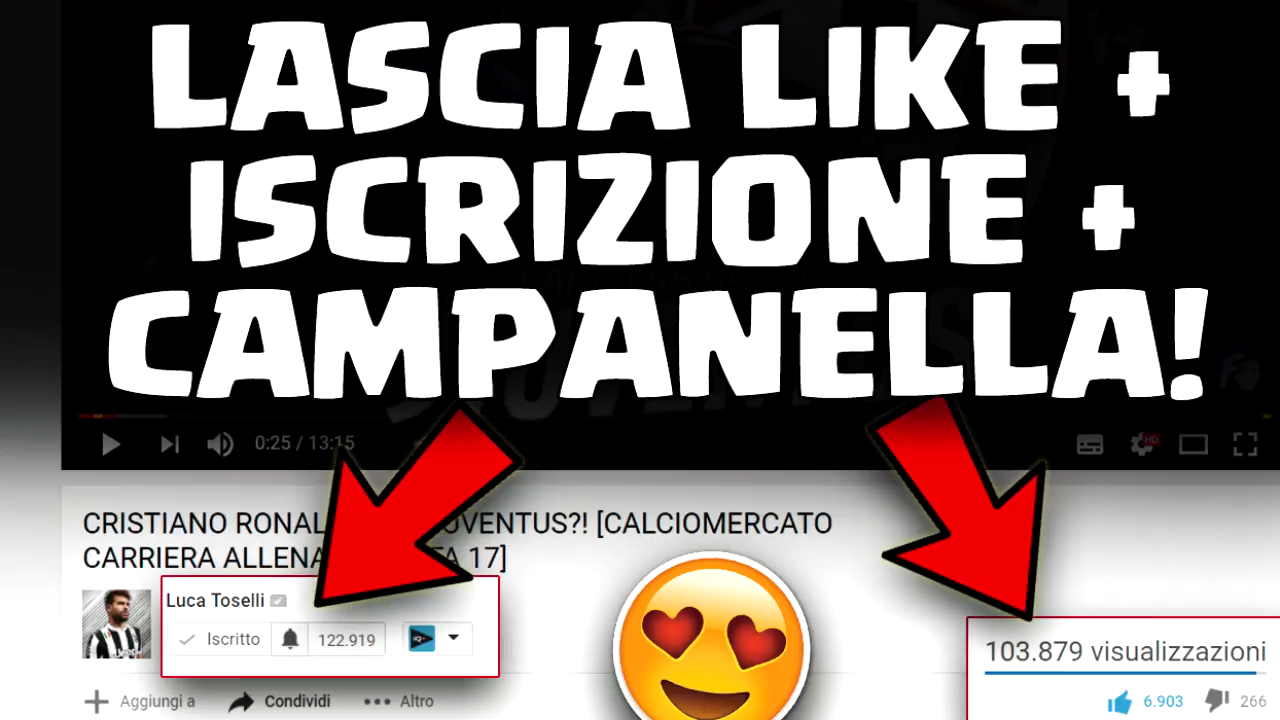 LASCIA LIKE +
ISCRIZIONE +
CAMPANELLA!
0:25 / 13:15
HD
CRISTIANO RONAL UVENTUS?! [CALCIOMERCATO
CARRIERA ALLENA 17]
Luca Toselli
Iscritto 122.919
103.879 visualizzazioni
Aggiungi a Condividi Altro
6.903 266